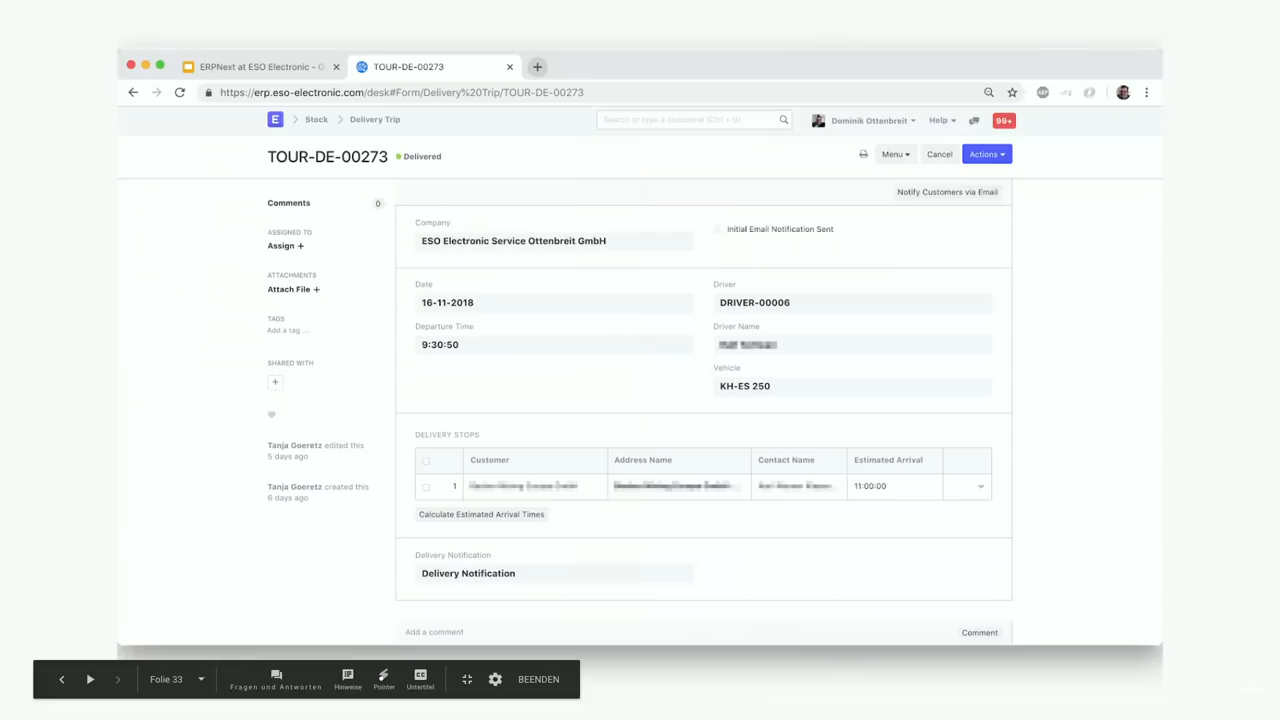 ERPNext at ESO Electronic - G
TOUR-DE-00273
https://erp.eso-electronic.com/desk#Form/Delivery%20Trip/TOUR-DE-00273
E
Stock
Delivery Trip
Search or type a command (Ctrl + G)
Dominik Ottenbreit
Help
99+
TOUR-DE-00273
Delivered
Menu
Cancel
Actions
Comments
0
Notify Customers via Email
ASSIGNED TO
Assign +
ATTACHMENTS
Attach File +
TAGS
Add a tag ...
SHARED WITH
+
Tanja Goeretz edited this
5 days ago
Tanja Goeretz created this
6 days ago
Company
ESO Electronic Service Ottenbreit GmbH
Initial Email Notification Sent
Date
16-11-2018
Departure Time
9:30:50
Driver
DRIVER-00006
Driver Name
Vehicle
KH-ES 250
DELIVERY STOPS
Customer
Address Name
Contact Name
Estimated Arrival
1
11:00:00
Calculate Estimated Arrival Times
Delivery Notification
Delivery Notification
Add a comment
Comment
Folie 33
Fragen und Antworten
Hinweise
Pointer
Untertitel
BEENDEN